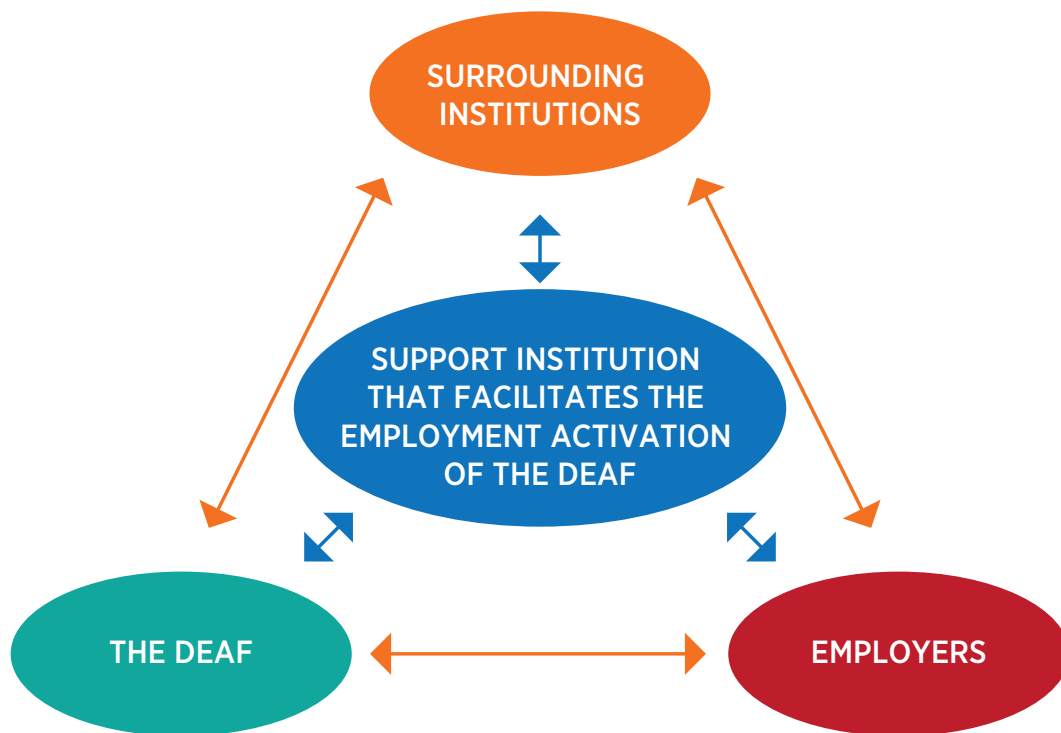 SURROUNDING
INSTITUTIONS
SUPPORT INSTITUTION
THAT FACILITATES THE
EMPLOYMENT ACTIVATION
OF THE DEAF
THE DEAF
EMPLOYERS